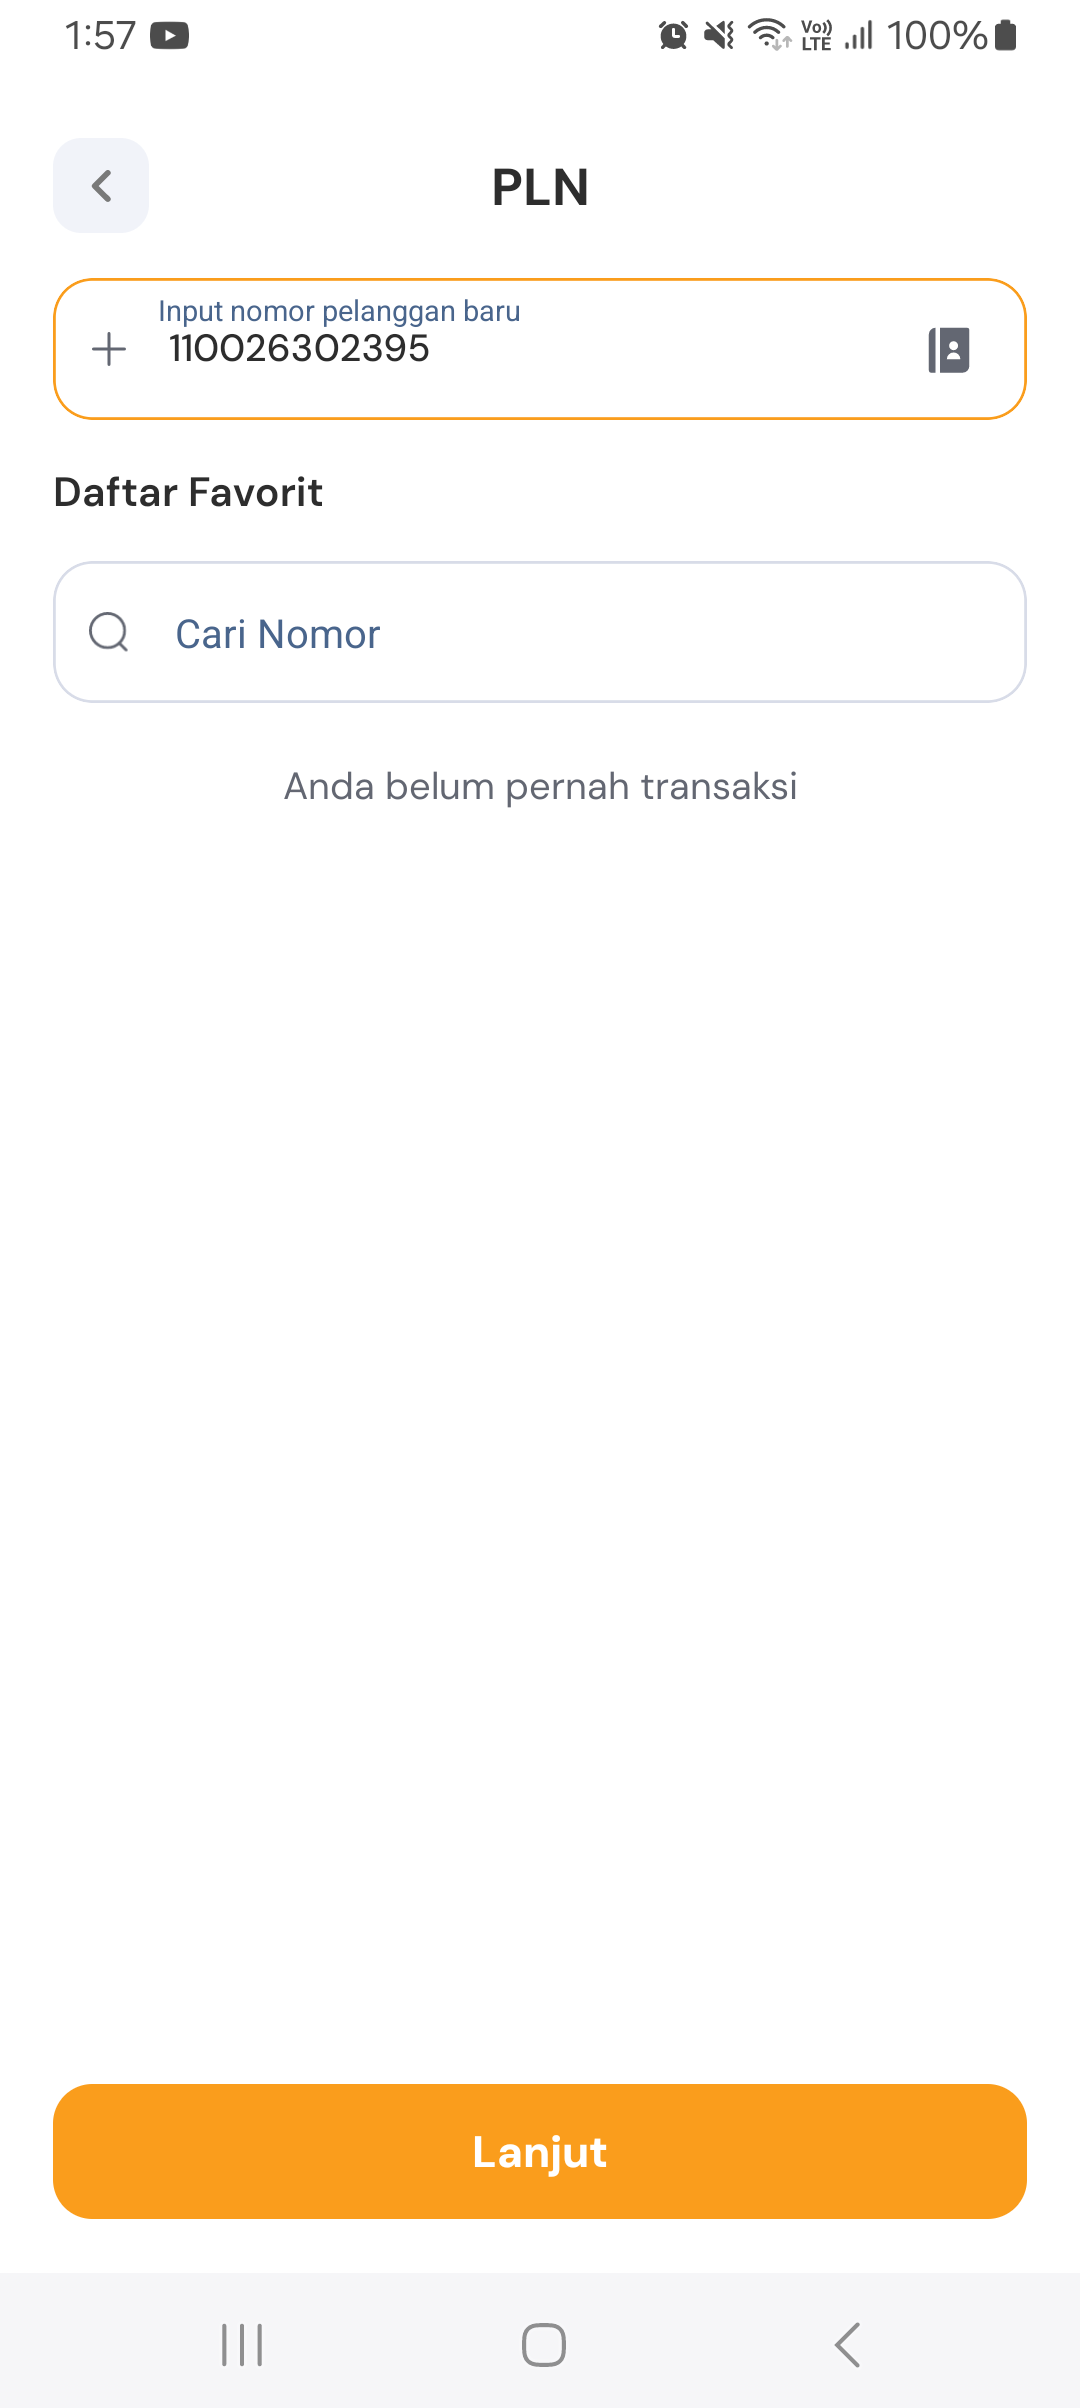 1:57
Vo)) LTE 100%
PLN
Input nomor pelanggan baru
110026302395
Daftar Favorit
Cari Nomor
Anda belum pernah transaksi
Lanjut